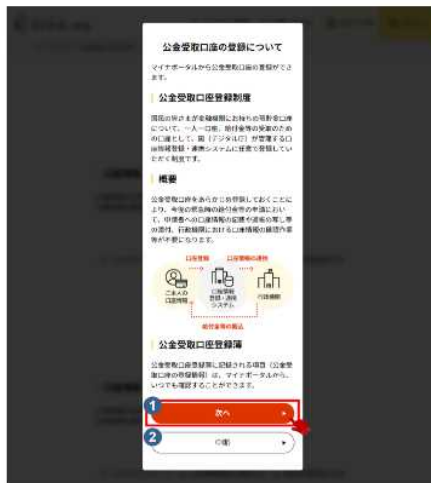 公金受取口座の登録について
マイナポータルから公金受取口座の登録ができ
ます。
公金受取口座登録制度
国民の皆さまが金融機関にお持ちの預貯金口座
について、一人一口座、給付金等の受取のため
の口座として、国（デジタル庁）が管理する口
座情報登録・連携システムに任意で登録してい
ただく制度です。
概要
公金受取口座をあらかじめ登録しておくことに
より、今後の緊急時の給付金等の申請におい
て、申請書への口座情報の記載や通帳の写し等
の添付、行政機関における口座情報の確認作業
等が不要になります。
口座登録
口座情報の連携
ご本人の
口座情報
口座情報
登録・連携
システム
行政機関
給付金等の振込
公金受取口座登録簿
公金受取口座登録簿に記録される項目（公金受
取口座の登録情報）は、マイナポータルから、
いつでも確認することができます。
1
次へ
2
中断